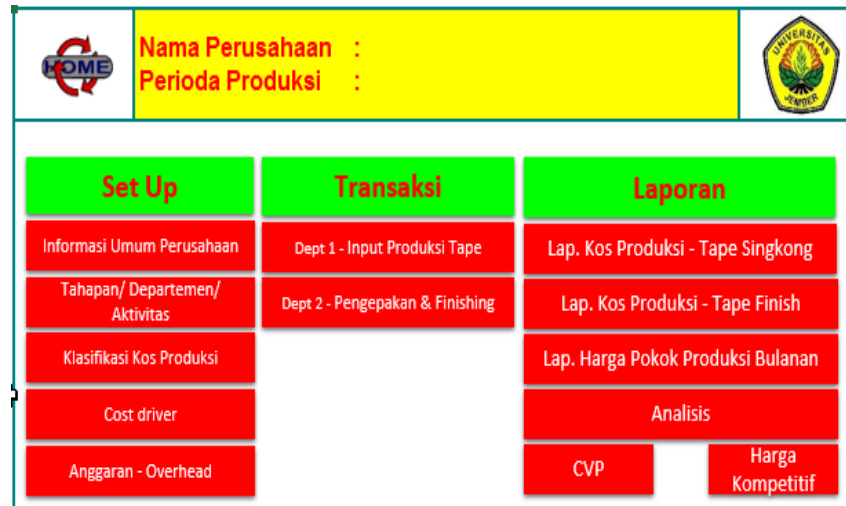 HOME
Nama Perusahaan :
Perioda Produksi :
UNIVERSITAS
JEMBER
Set Up
Transaksi
Laporan
Informasi Umum Perusahaan
Dept 1 - Input Produksi Tape
Lap. Kos Produksi - Tape Singkong
Tahapan/ Departemen/
Aktivitas
Dept 2 - Pengepakan & Finishing
Lap. Kos Produksi - Tape Finish
Klasifikasi Kos Produksi
Lap. Harga Pokok Produksi Bulanan
Cost driver
Analisis
Anggaran - Overhead
CVP
Harga
Kompetitif